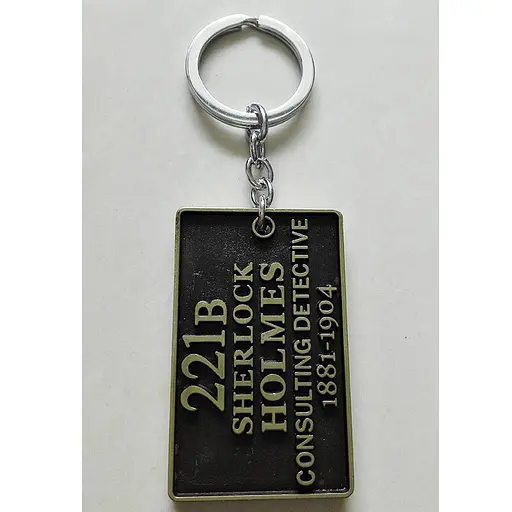 221B
SHERLOCK
HOLMES
CONSULTING DETECTIVE
1881-1904